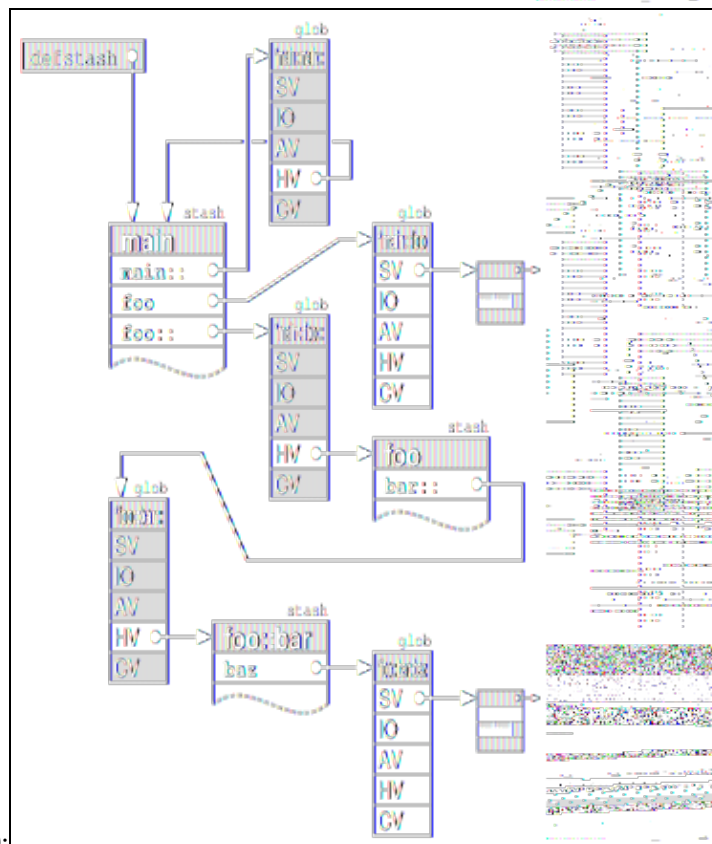 glob
defstash
SV
IO
AV
HV
CV
stash
main
main::
foo
foo::
glob
SV
IO
AV
HV
CV
glob
SV
IO
AV
HV
CV
stash
foo
bar::
glob
SV
IO
AV
HV
CV
stash
foo::bar
baz
glob
SV
IO
AV
HV
CV